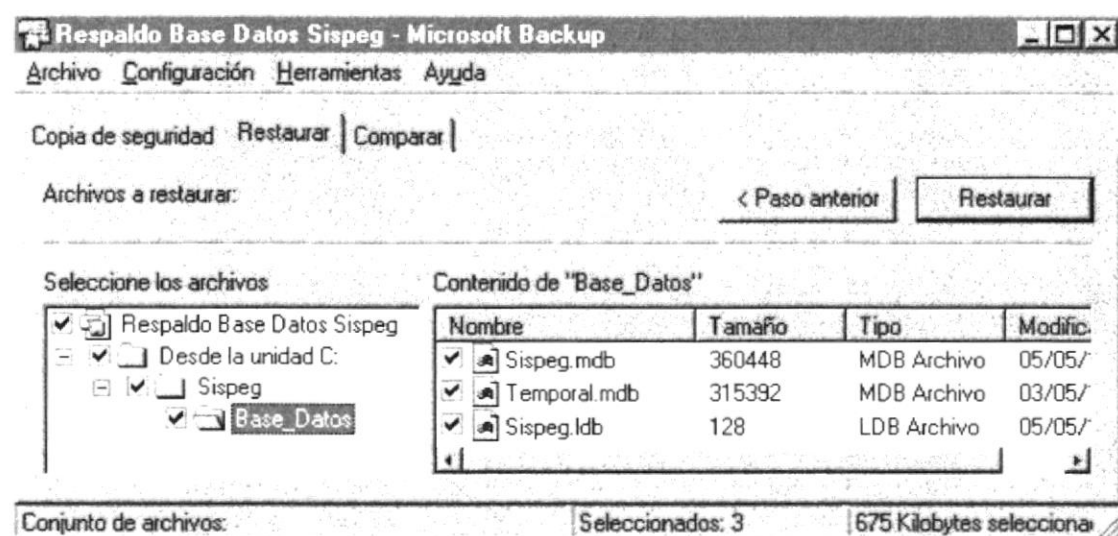 Respaldo Base Datos Sispeg - Microsoft Backup
Archivo Configuración Herramientas Ayuda
Copia de seguridad Restaurar Comparar
Archivos a restaurar: < Paso anterior Restaurar
Seleccione los archivos Contenido de "Base_Datos"
Respaldo Base Datos Sispeg Nombre Tamaño Tipo Modific
Desde la unidad C: Sispeg.mdb 360448 MDB Archivo 05/05/
Sispeg Temporal.mdb 315392 MDB Archivo 03/05/
Base_Datos Sispeg.ldb 128 LDB Archivo 05/05/
Conjunto de archivos: Seleccionados: 3 675 Kilobytes selecciona